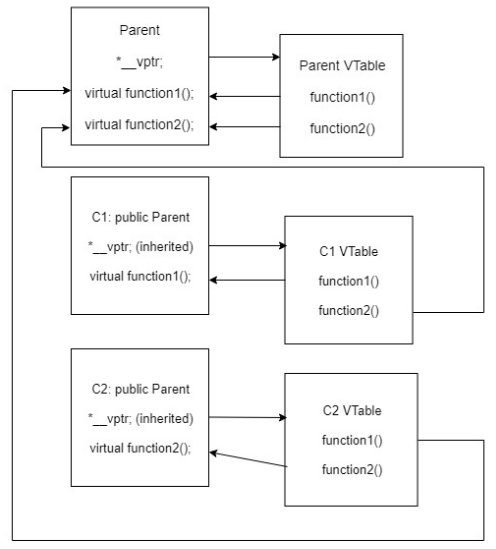 Parent
*__vptr;
virtual function1();
virtual function2();
Parent VTable
function1()
function2()
C1: public Parent
*__vptr; (inherited)
virtual function1();
C1 VTable
function1()
function2()
C2: public Parent
*__vptr; (inherited)
virtual function2();
C2 VTable
function1()
function2()